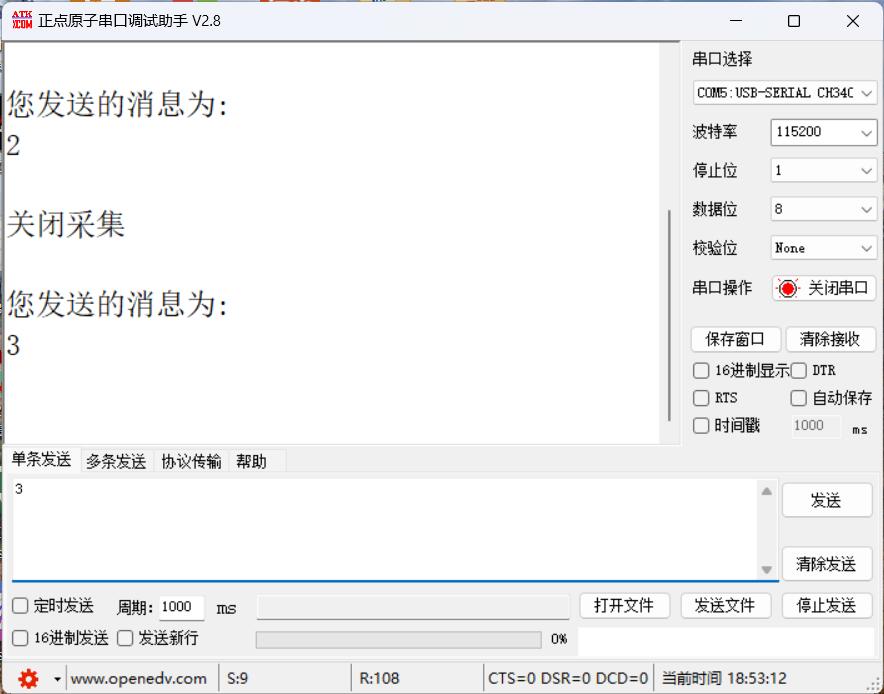 ATK
XCOM
正点原子串口调试助手 V2.8
您发送的消息为:
2
关闭采集
您发送的消息为:
3
串口选择
COM5:USB-SERIAL CH340
波特率 115200
停止位 1
数据位 8
校验位 None
串口操作 关闭串口
保存窗口 清除接收
16进制显示 DTR
RTS 自动保存
时间戳 1000 ms
单条发送 多条发送 协议传输 帮助
3
发送
清除发送
定时发送 周期: 1000 ms 打开文件 发送文件 停止发送
16进制发送 发送新行 0%
www.openedv.com S:9 R:108 CTS=0 DSR=0 DCD=0 当前时间 18:53:12